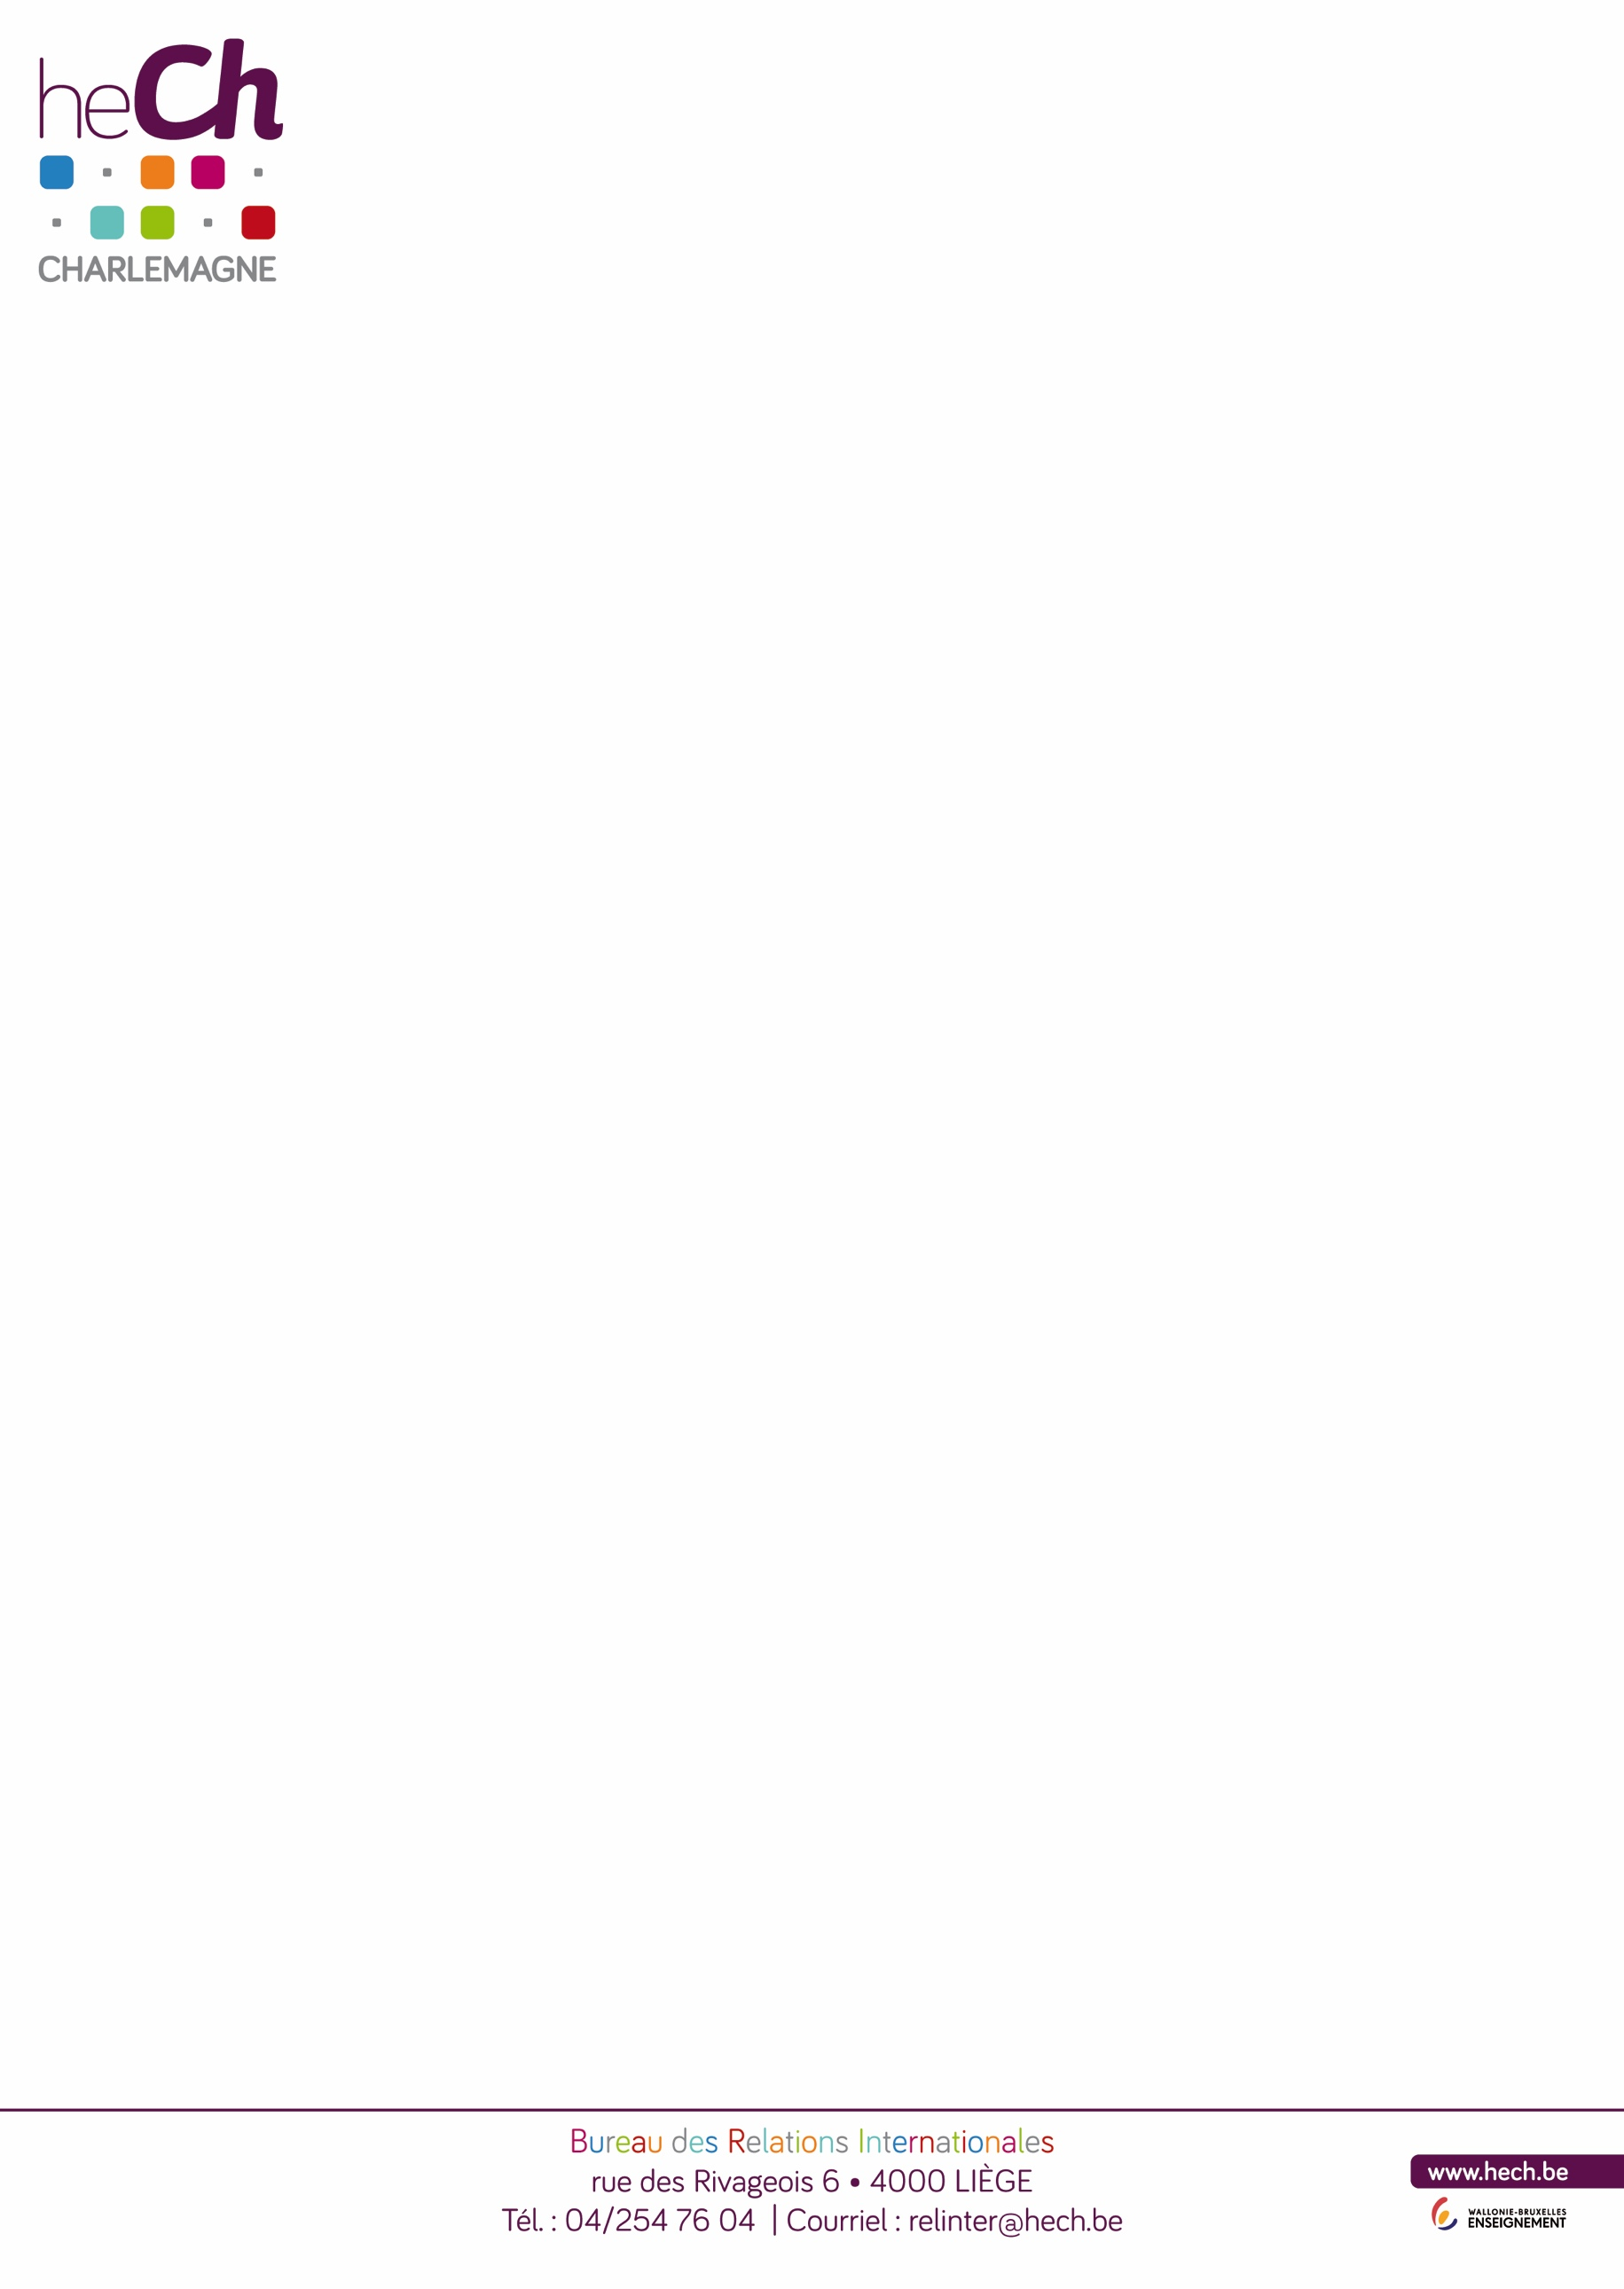 heCh
CHARLEMAGNE
Bureau des Relations Internationales
rue des Rivageois 6 • 4000 LIÈGE
Tél. : 04/254 76 04 | Courriel : relinter@hech.be
www.hech.be
WALLONIE-BRUXELLES
ENSEIGNEMENT